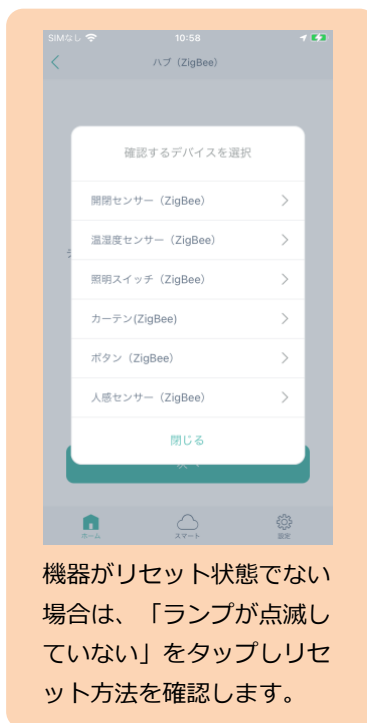 SIMなし 10:58
ハブ（ZigBee）
確認するデバイスを選択
開閉センサー（ZigBee）
温湿度センサー（ZigBee）
照明スイッチ（ZigBee）
カーテン(ZigBee)
ボタン（ZigBee）
人感センサー（ZigBee）
閉じる
ホーム スマート 設定
機器がリセット状態でない
場合は、「ランプが点滅し
ていない」をタップしリセ
ット方法を確認します。